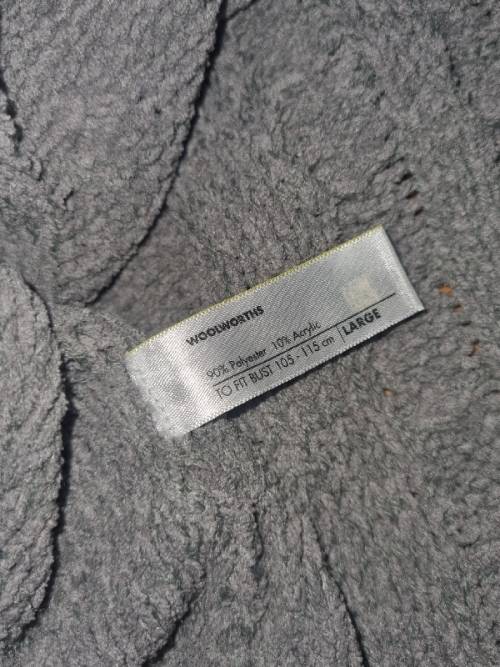 WOOLWORTHS
90% Polyester 10% Acrylic
TO FIT BUST 105 - 115 cm LARGE